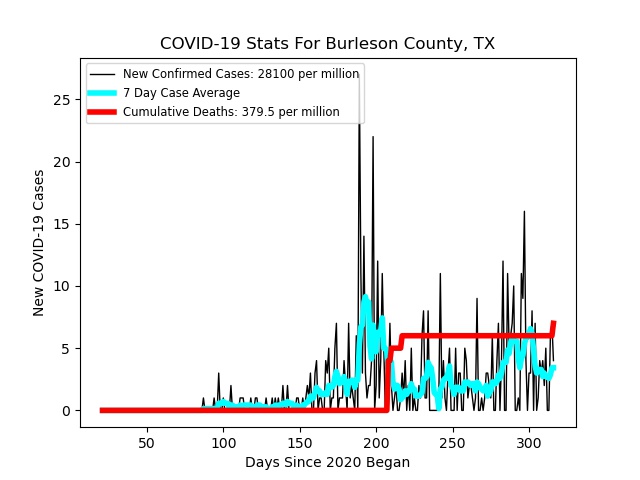 COVID-19 Stats For Burleson County, TX
New Confirmed Cases: 28100 per million
7 Day Case Average
Cumulative Deaths: 379.5 per million
New COVID-19 Cases
25
20
15
10
5
0
50 100 150 200 250 300
Days Since 2020 Began